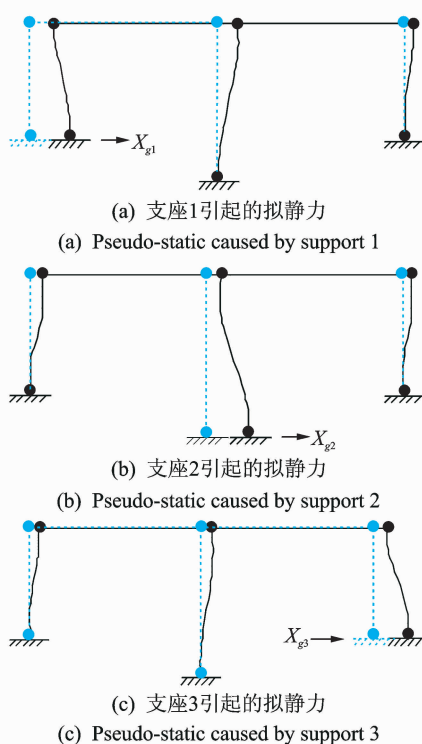 X_{g1}
(a) 支座1引起的拟静力
(a) Pseudo-static caused by support 1
X_{g2}
(b) 支座2引起的拟静力
(b) Pseudo-static caused by support 2
X_{g3}
(c) 支座3引起的拟静力
(c) Pseudo-static caused by support 3